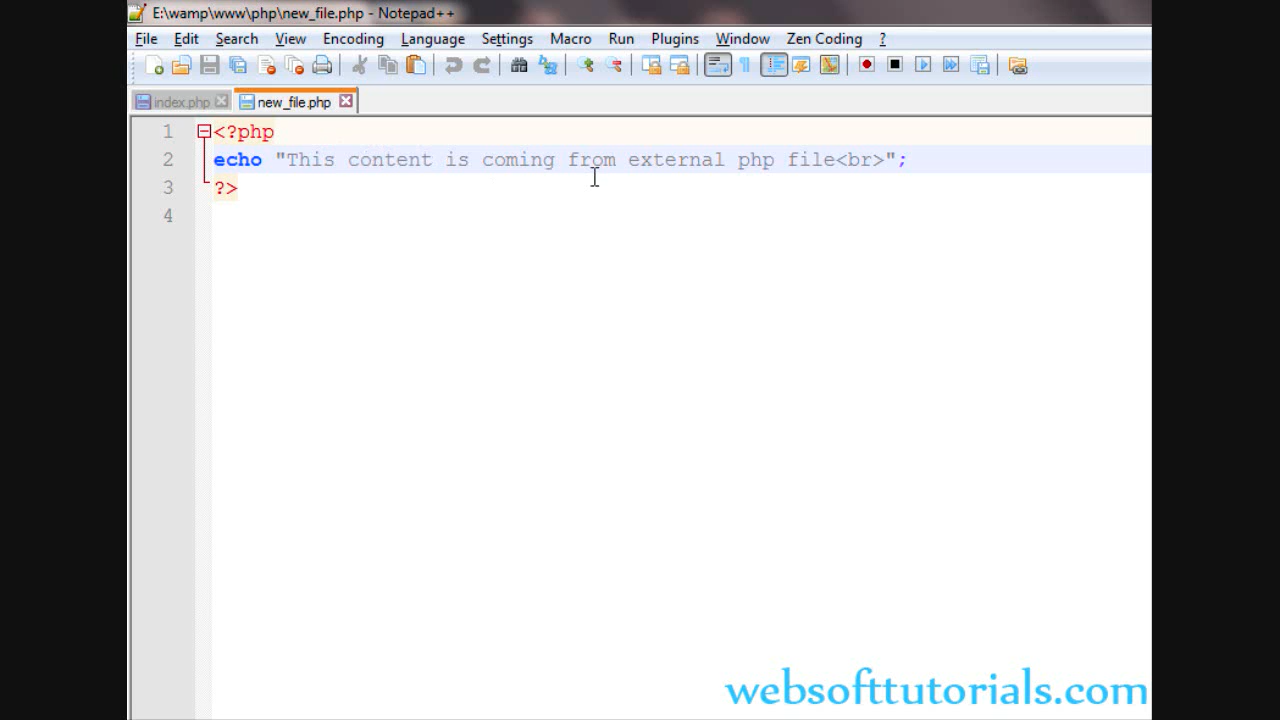 E:\wamp\www\php\new_file.php - Notepad++
File Edit Search View Encoding Language Settings Macro Run Plugins Window Zen Coding ?
index.php new_file.php
1 <?php
2 echo "This content is coming from external php file<br>";
3 ?>
4
websofttutorials.com